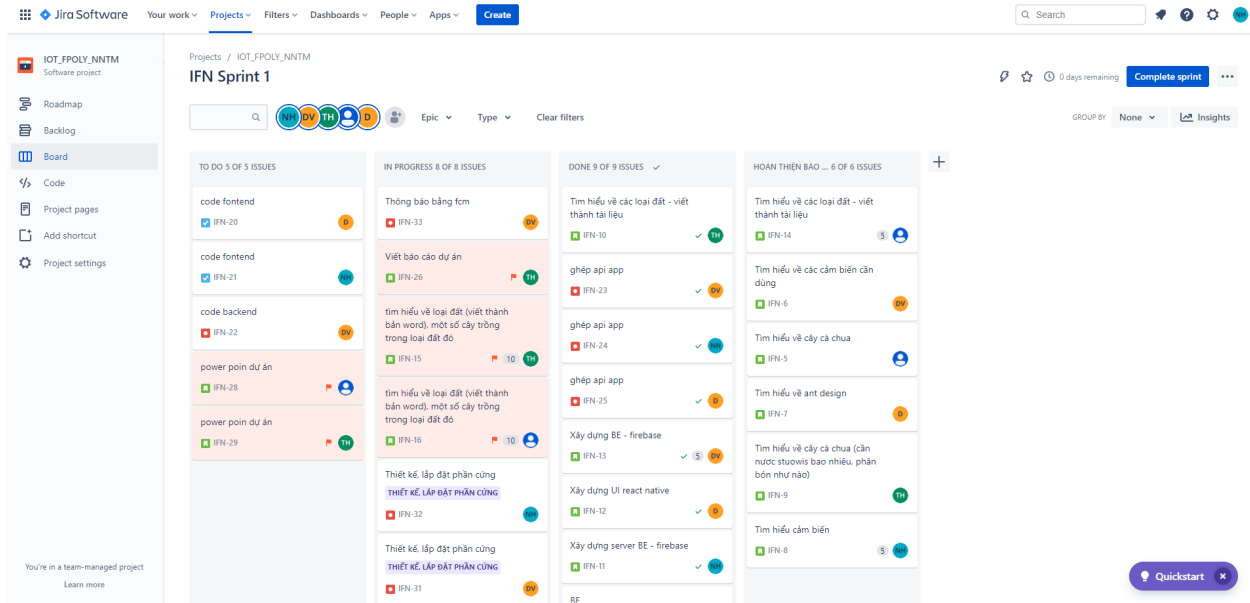 Jira Software
Your work
Projects
Filters
Dashboards
People
Apps
Create
Search
NH
IOT_FPOLY_NNTM
Software project
Roadmap
Backlog
Board
Code
Project pages
Add shortcut
Project settings
You're in a team-managed project
Learn more
Projects / IOT_FPOLY_NNTM
IFN Sprint 1
0 days remaining
Complete sprint
NH DV TH D
Epic
Type
Clear filters
GROUP BY
None
Insights
TO DO 5 OF 5 ISSUES
code fontend
IFN-20
D
code fontend
IFN-21
NH
code backend
IFN-22
DV
power poin dự án
IFN-28
power poin dự án
IFN-29
TH
IN PROGRESS 8 OF 8 ISSUES
Thông báo bằng fcm
IFN-33
DV
Viết báo cáo dự án
IFN-26
TH
tìm hiểu về loại đất (viết thành
bản word), một số cây trồng
trong loại đất đó
IFN-15
10 TH
tìm hiểu về loại đất (viết thành
bản word), một số cây trồng
trong loại đất đó
IFN-16
10
Thiết kế, lắp đặt phần cứng
THIẾT KẾ, LẮP ĐẶT PHẦN CỨNG
IFN-32
NH
Thiết kế, lắp đặt phần cứng
THIẾT KẾ, LẮP ĐẶT PHẦN CỨNG
IFN-31
DV
DONE 9 OF 9 ISSUES
Tìm hiểu về các loại đất - viết
thành tài liệu
IFN-10
TH
ghép api app
IFN-23
DV
ghép api app
IFN-24
NH
ghép api app
IFN-25
D
Xây dựng BE - firebase
IFN-13
5 DV
Xây dựng UI react native
IFN-12
D
Xây dựng server BE - firebase
IFN-11
NH
BE
HOÀN THIỆN BÁO ... 6 OF 6 ISSUES
Tìm hiểu về các loại đất - viết
thành tài liệu
IFN-14
5
Tìm hiểu về các cảm biến cần
dùng
IFN-6
DV
Tìm hiểu về cây cà chua
IFN-5
Tìm hiểu về ant design
IFN-7
D
Tìm hiểu về cây cà chua (cần
nước stuowis bao nhiêu, phân
bón như nào)
IFN-9
TH
Tìm hiểu cảm biến
IFN-8
5 NH
Quickstart